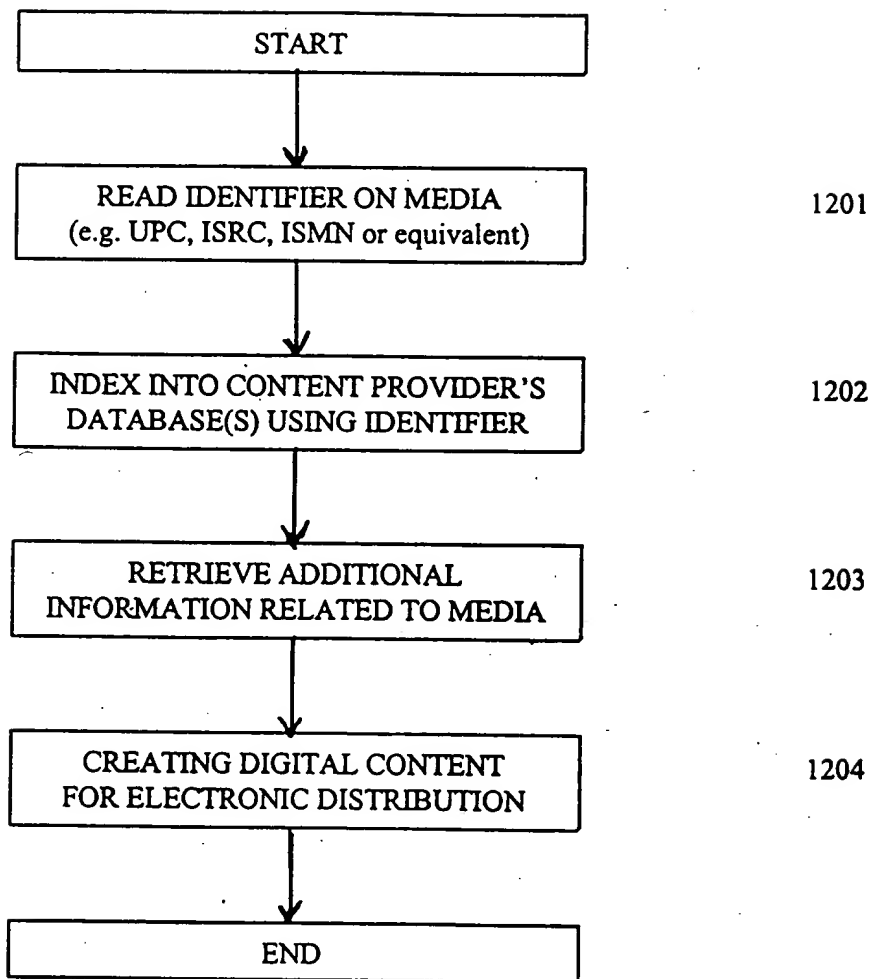 START
READ IDENTIFIER ON MEDIA
(e.g. UPC, ISRC, ISMN or equivalent)
1201
INDEX INTO CONTENT PROVIDER'S
DATABASE(S) USING IDENTIFIER
1202
RETRIEVE ADDITIONAL
INFORMATION RELATED TO MEDIA
1203
CREATING DIGITAL CONTENT
FOR ELECTRONIC DISTRIBUTION
1204
END